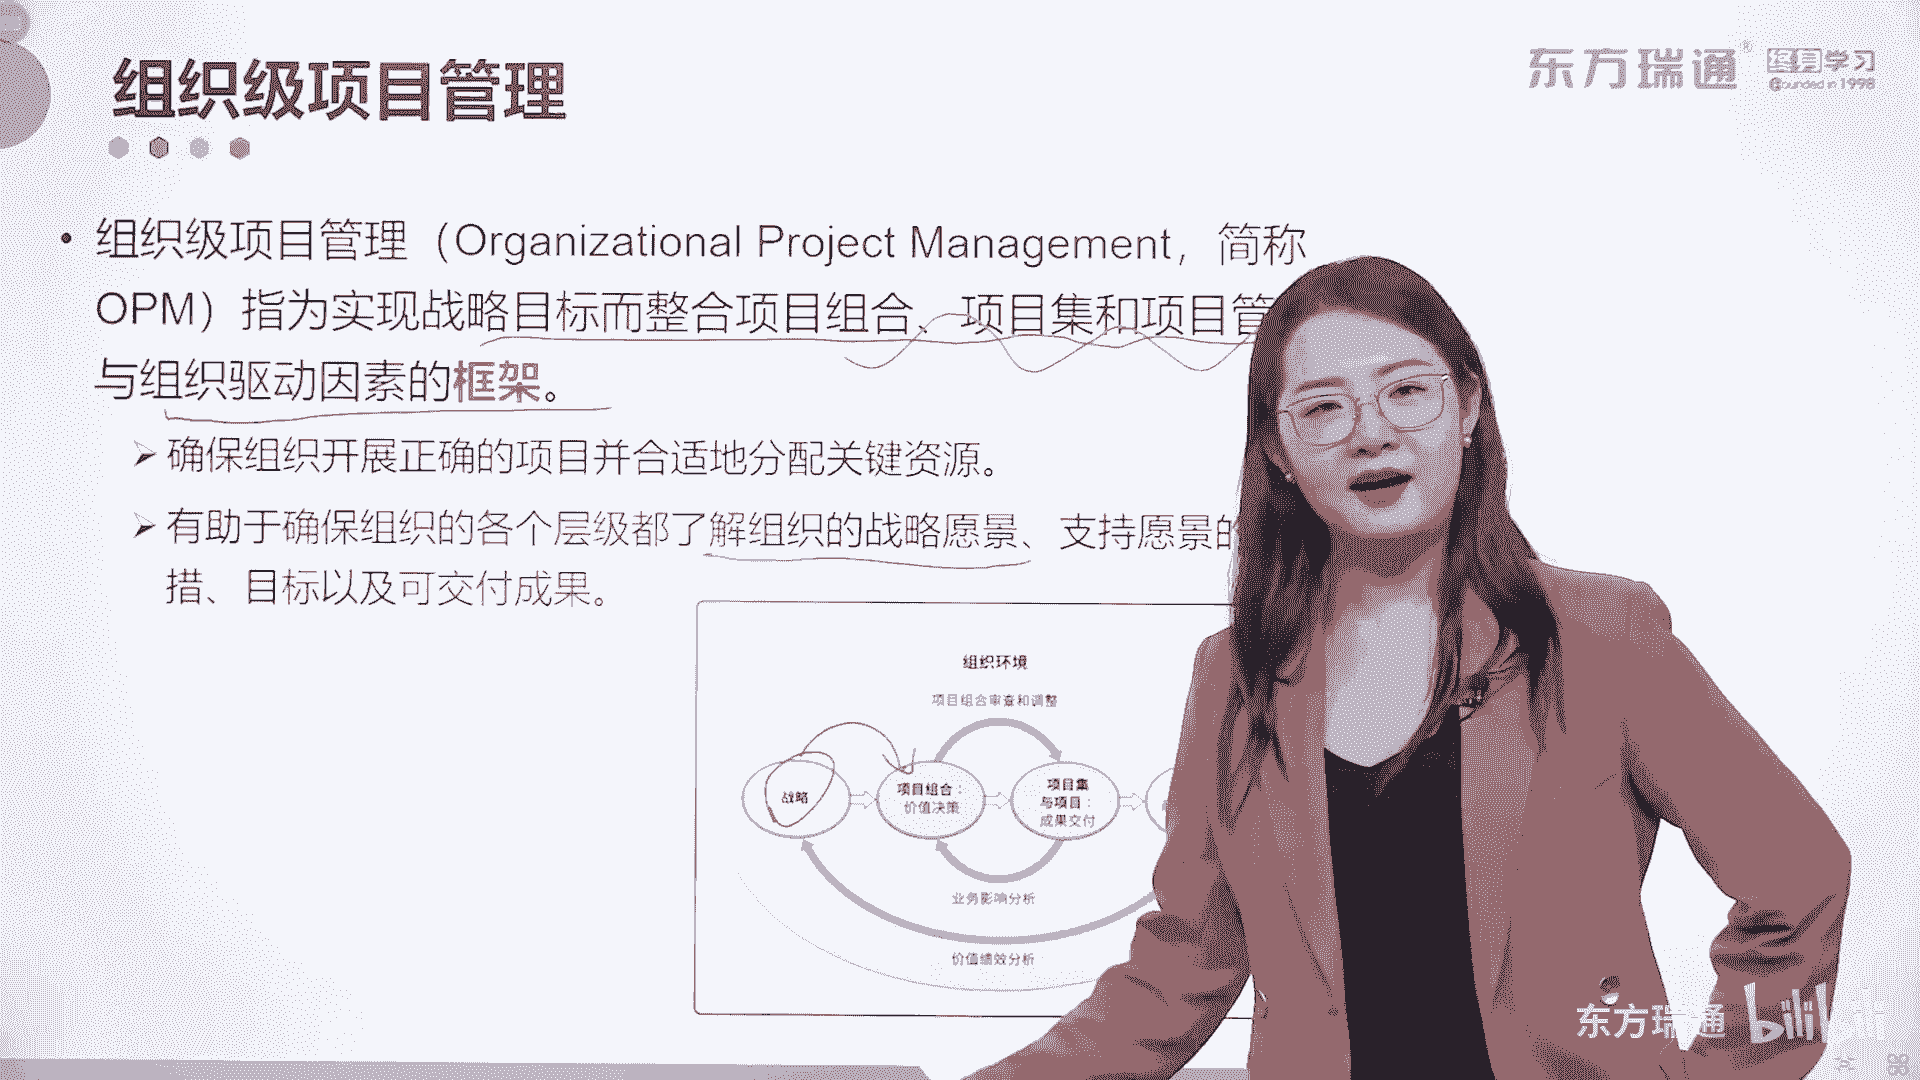 组织级项目管理
东方瑞通®
终身学习
Founded in 1998
• 组织级项目管理（Organizational Project Management，简称
OPM）指为实现战略目标而整合项目组合、项目集和项目管
与组织驱动因素的框架。
➢ 确保组织开展正确的项目并合适地分配关键资源。
➢ 有助于确保组织的各个层级都了解组织的战略愿景、支持愿景的
措、目标以及可交付成果。
组织环境
项目组合审查和调整
战略
项目组合：
价值决策
项目集
与项目：
成果交付
业务影响分析
价值绩效分析
东方瑞通 bilibili